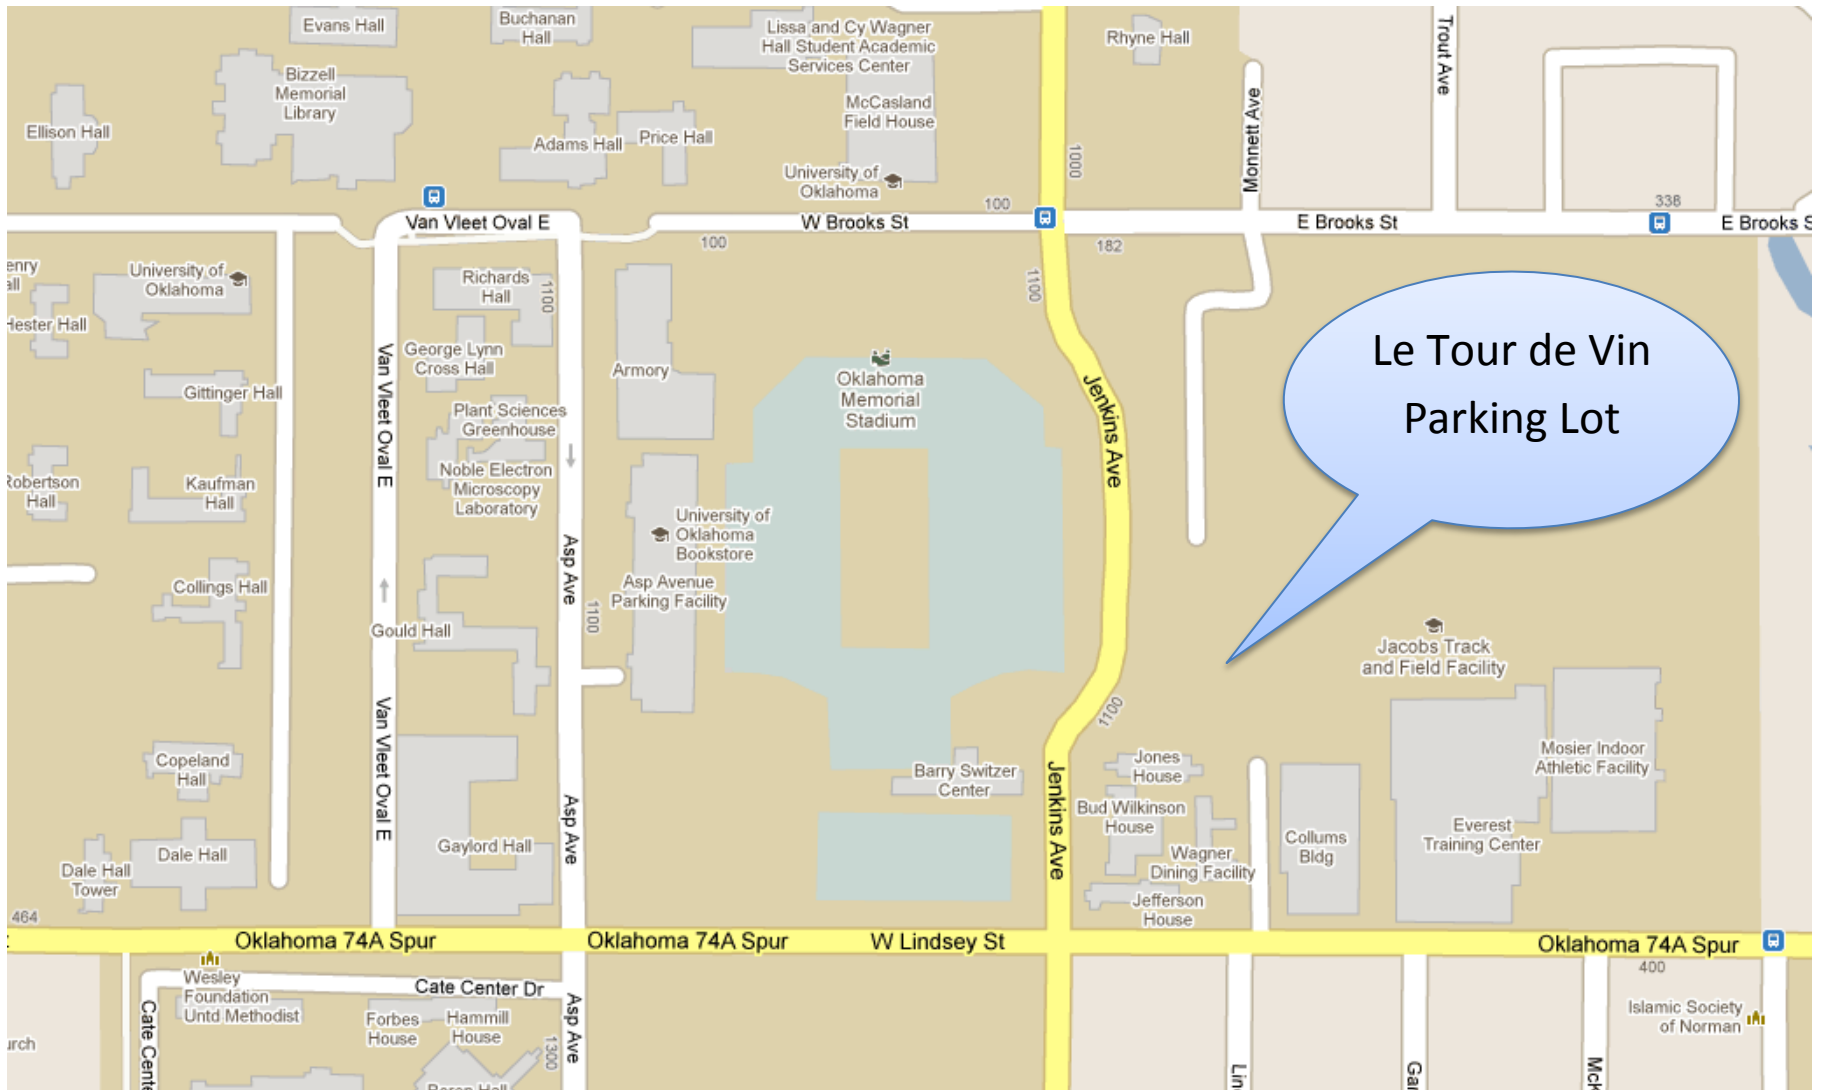 Evans Hall
Buchanan
Hall
Lissa and Cy Wagner
Hall Student Academic
Services Center
Rhyne Hall
Trout Ave
Bizzell
Memorial
Library
Ellison Hall
Adams Hall
Price Hall
McCasland
Field House
University of
Oklahoma
1000
Monnett Ave
Van Vleet Oval E
W Brooks St
100
100
182
E Brooks St
338
E Brooks S
enry
all
University of
Oklahoma
Hester Hall
Richards
Hall
1100
1100
George Lynn
Cross Hall
Van Vleet Oval E
Gittinger Hall
Plant Sciences
Greenhouse
Armory
Oklahoma
Memorial
Stadium
Jenkins Ave
Le Tour de Vin
Parking Lot
Robertson
Hall
Kaufman
Hall
Noble Electron
Microscopy
Laboratory
University of
Oklahoma
Bookstore
Asp Ave
Collings Hall
Asp Avenue
Parking Facility
1100
Gould Hall
Jacobs Track
and Field Facility
1100
Van Vleet Oval E
Copeland
Hall
Barry Switzer
Center
Jenkins Ave
Jones
House
Mosier Indoor
Athletic Facility
Bud Wilkinson
House
Asp Ave
Dale Hall
Dale Hall
Tower
Gaylord Hall
Wagner
Dining Facility
Collums
Bldg
Everest
Training Center
Jefferson
House
464
Oklahoma 74A Spur
Oklahoma 74A Spur
W Lindsey St
Oklahoma 74A Spur
400
Wesley
Foundation
Untd Methodist
Cate Center Dr
Cate Cente
Forbes
House
Hammill
House
Asp Ave
1300
Islamic Society
of Norman
urch
Lin
Gar
McK